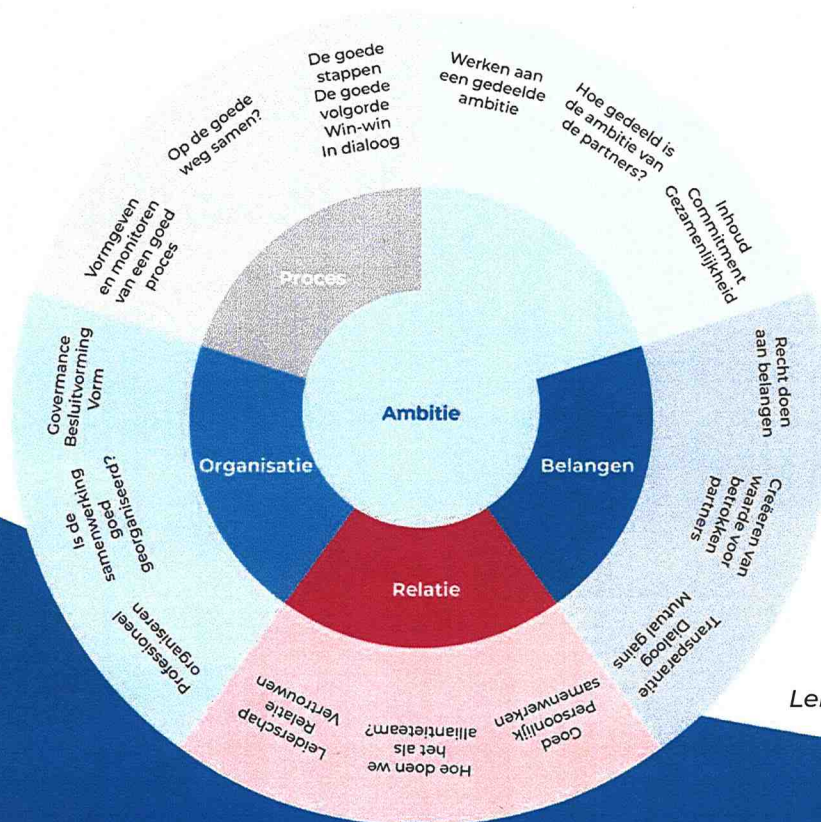 De goede
stappen
De goede
volgorde
Win-win
In dialoog
Werken aan
een gedeelde
ambitie
Hoe gedeeld is
de ambitie van
de partners?
Inhoud
Commitment
Gezamenlijkheid
Recht doen
aan belangen
Creëeren van
waarde voor
betrokken
partners
Transparantie
Dialoog
Mutual gains
Goed
Persoonlijk
samenwerken
Hoe doen we
het als
alliantieteam?
Leiderschap
Relatie
Vertrouwen
Professioneel
organiseren
Is de
samenwerking
goed
georganiseerd?
Governance
Besluitvorming
Vorm
Vormgeven
en monitoren
van een goed
proces
Op de goede
weg samen?
Proces
Ambitie
Organisatie
Belangen
Relatie